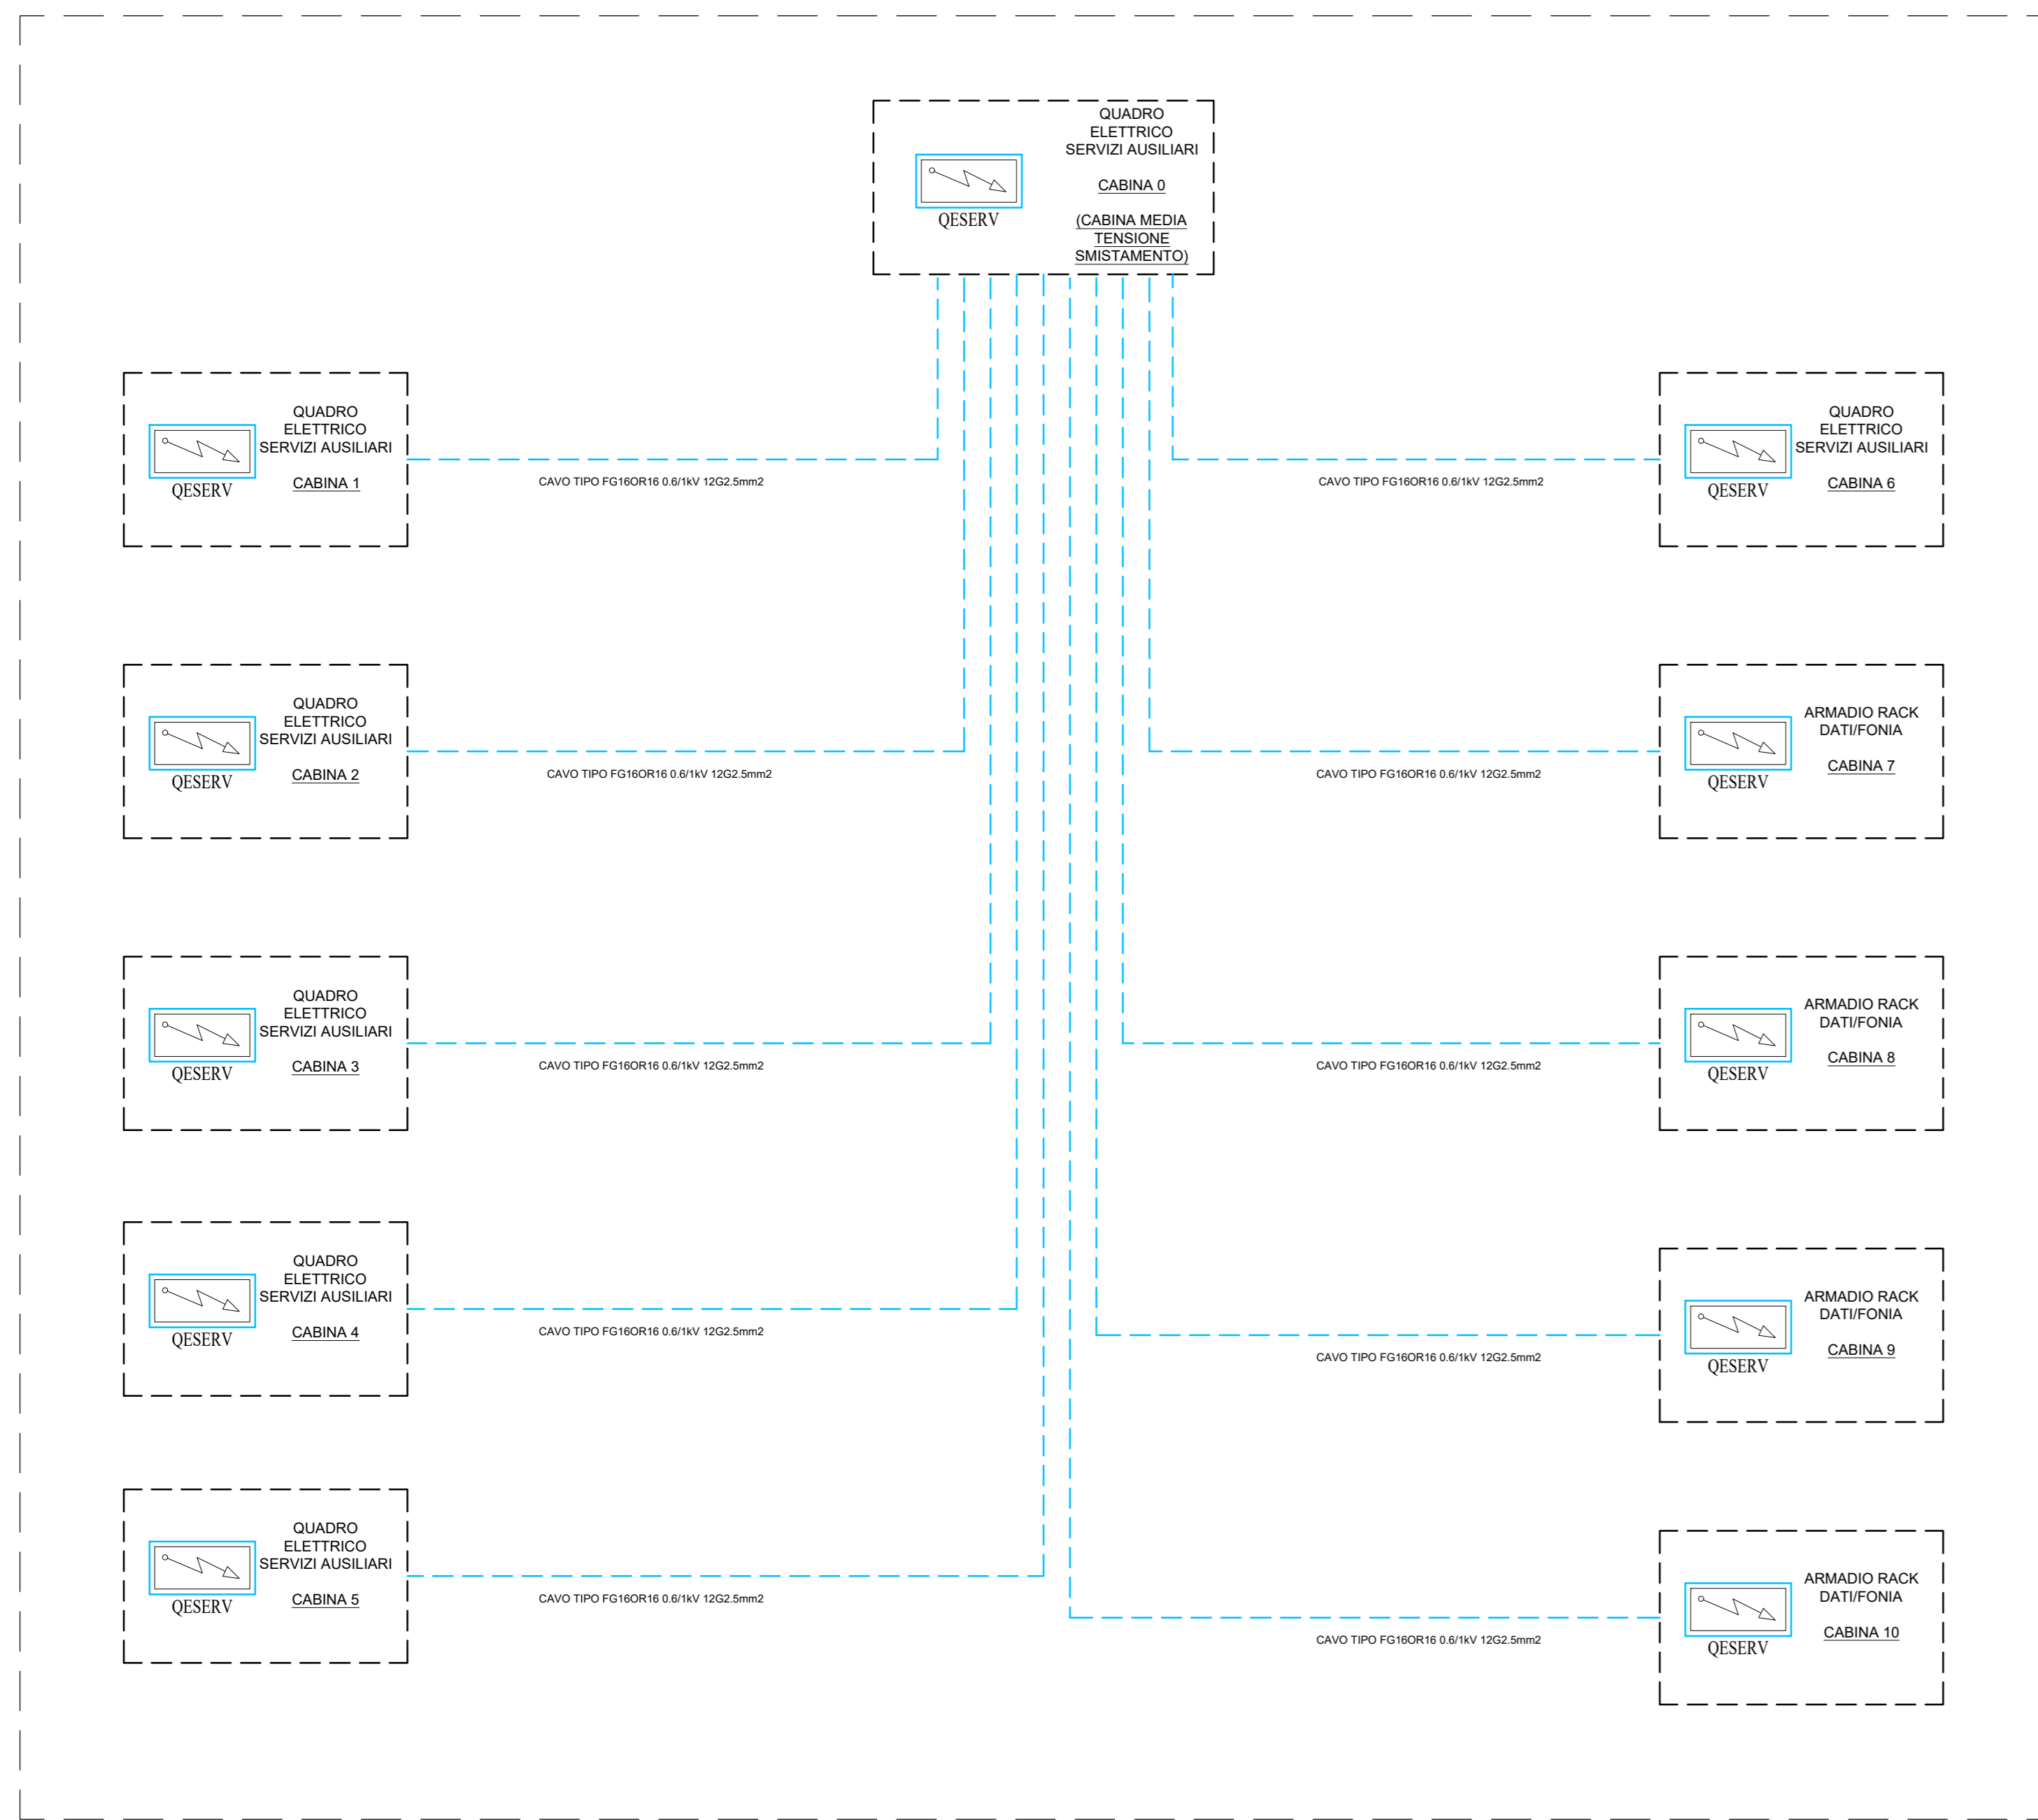 QUADRO
ELETTRICO
SERVIZI AUSILIARI
CABINA 0
(CABINA MEDIA
TENSIONE
SMISTAMENTO)
QESERV
QUADRO
ELETTRICO
SERVIZI AUSILIARI
CABINA 1
QESERV
CAVO TIPO FG16OR16 0.6/1kV 12G2.5mm2
CAVO TIPO FG16OR16 0.6/1kV 12G2.5mm2
QUADRO
ELETTRICO
SERVIZI AUSILIARI
CABINA 6
QESERV
QUADRO
ELETTRICO
SERVIZI AUSILIARI
CABINA 2
QESERV
CAVO TIPO FG16OR16 0.6/1kV 12G2.5mm2
CAVO TIPO FG16OR16 0.6/1kV 12G2.5mm2
ARMADIO RACK
DATI/FONIA
CABINA 7
QESERV
QUADRO
ELETTRICO
SERVIZI AUSILIARI
CABINA 3
QESERV
CAVO TIPO FG16OR16 0.6/1kV 12G2.5mm2
CAVO TIPO FG16OR16 0.6/1kV 12G2.5mm2
ARMADIO RACK
DATI/FONIA
CABINA 8
QESERV
QUADRO
ELETTRICO
SERVIZI AUSILIARI
CABINA 4
QESERV
CAVO TIPO FG16OR16 0.6/1kV 12G2.5mm2
CAVO TIPO FG16OR16 0.6/1kV 12G2.5mm2
ARMADIO RACK
DATI/FONIA
CABINA 9
QESERV
QUADRO
ELETTRICO
SERVIZI AUSILIARI
CABINA 5
QESERV
CAVO TIPO FG16OR16 0.6/1kV 12G2.5mm2
CAVO TIPO FG16OR16 0.6/1kV 12G2.5mm2
ARMADIO RACK
DATI/FONIA
CABINA 10
QESERV